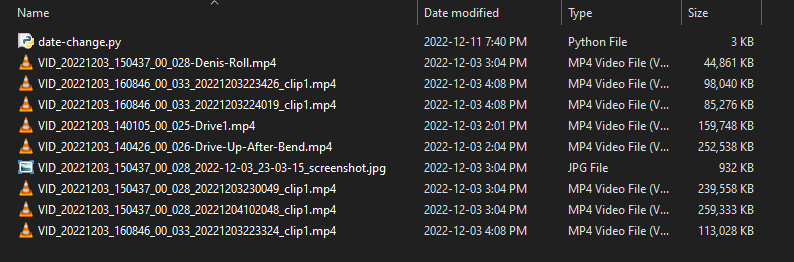 Name Date modified Type Size
date-change.py 2022-12-11 7:40 PM Python File 3 KB
VID_20221203_150437_00_028-Denis-Roll.mp4 2022-12-03 3:04 PM MP4 Video File (V... 44,861 KB
VID_20221203_160846_00_033_20221203223426_clip1.mp4 2022-12-03 4:08 PM MP4 Video File (V... 98,040 KB
VID_20221203_160846_00_033_20221203224019_clip1.mp4 2022-12-03 4:08 PM MP4 Video File (V... 85,276 KB
VID_20221203_140105_00_025-Drive1.mp4 2022-12-03 2:01 PM MP4 Video File (V... 159,748 KB
VID_20221203_140426_00_026-Drive-Up-After-Bend.mp4 2022-12-03 2:04 PM MP4 Video File (V... 252,538 KB
VID_20221203_150437_00_028_2022-12-03_23-03-15_screenshot.jpg 2022-12-03 3:04 PM JPG File 932 KB
VID_20221203_150437_00_028_20221203230049_clip1.mp4 2022-12-03 3:04 PM MP4 Video File (V... 239,558 KB
VID_20221203_150437_00_028_20221204102048_clip1.mp4 2022-12-03 3:04 PM MP4 Video File (V... 259,333 KB
VID_20221203_160846_00_033_20221203223324_clip1.mp4 2022-12-03 4:08 PM MP4 Video File (V... 113,028 KB